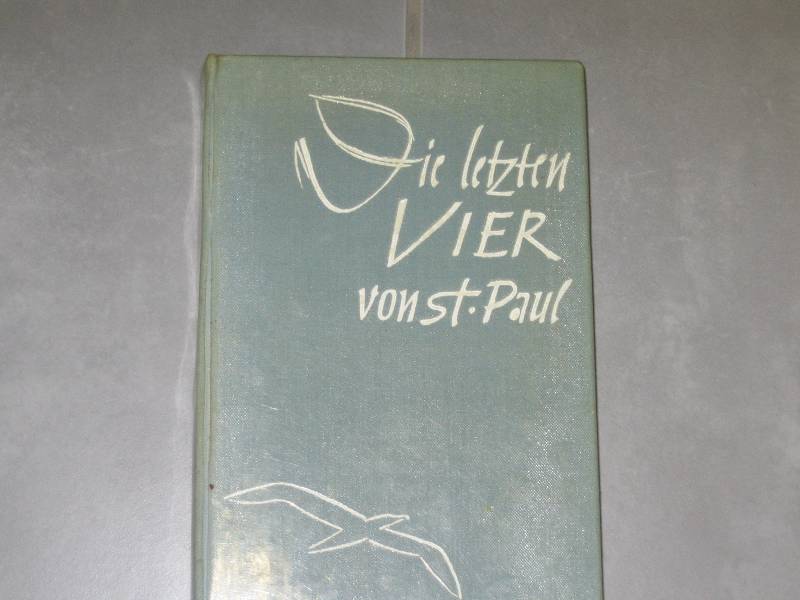 Die letzten
VIER
von st. Paul